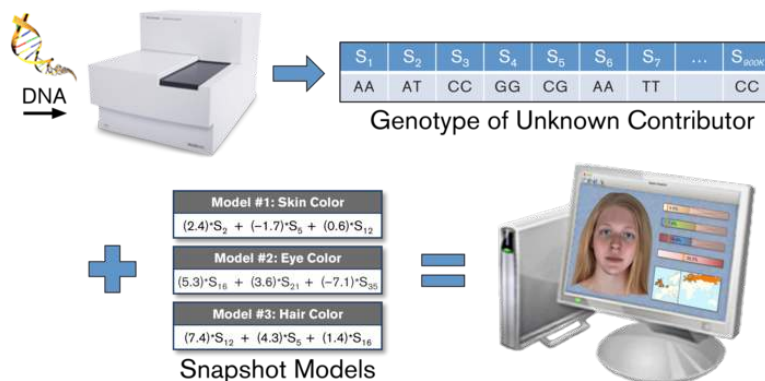 DNA
S₁ S₂ S₃ S₄ S₅ S₆ S₇ ... S₉₀₀K
AA AT CC GG CG AA TT CC
Genotype of Unknown Contributor
Model #1: Skin Color
(2.4)*S₂ + (−1.7)*S₅ + (0.6)*S₁₂
Model #2: Eye Color
(5.3)*S₁₆ + (3.6)*S₂₁ + (−7.1)*S₃₅
Model #3: Hair Color
(7.4)*S₁₂ + (4.3)*S₅ + (1.4)*S₁₆
Snapshot Models